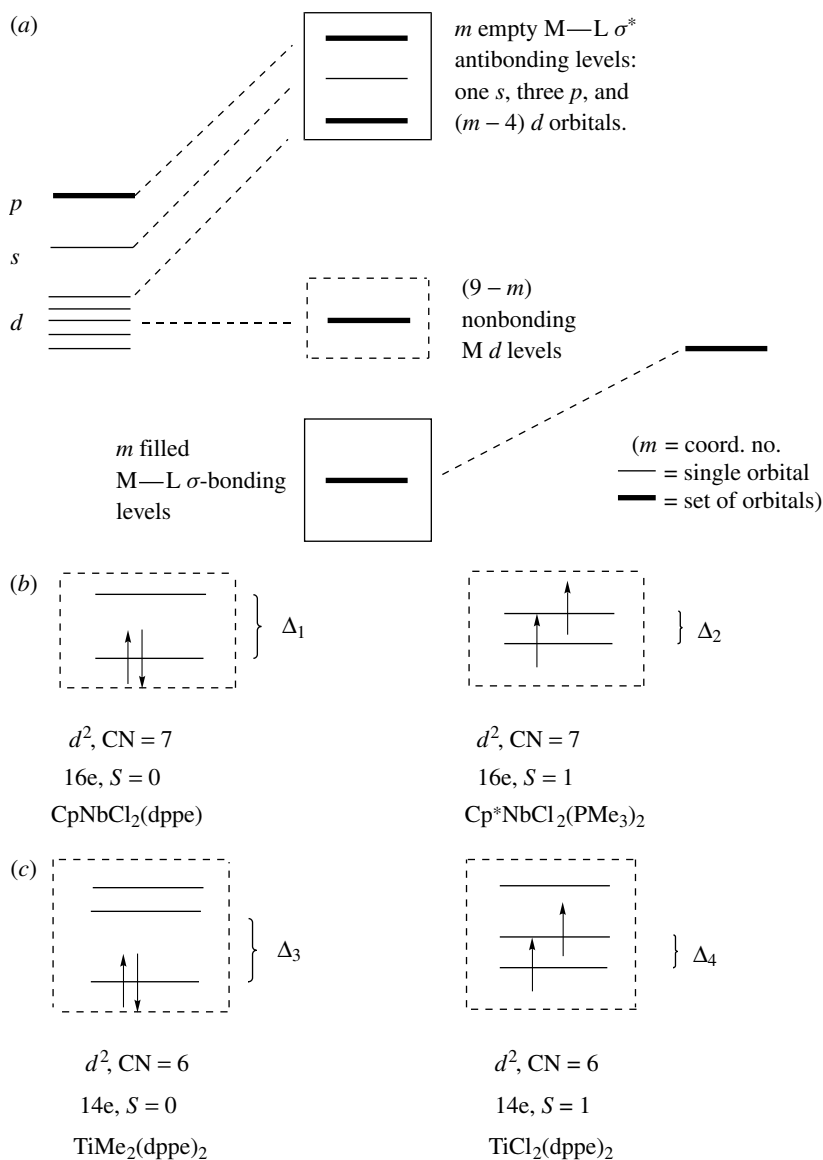 (a)
m empty M—L σ*
antibonding levels:
one s, three p, and
(m − 4) d orbitals.
p
s
d
(9 − m)
nonbonding
M d levels
m filled
M—L σ-bonding
levels
(m = coord. no.
= single orbital
= set of orbitals)
(b)
Δ1
Δ2
d², CN = 7
16e, S = 0
CpNbCl₂(dppe)
d², CN = 7
16e, S = 1
Cp*NbCl₂(PMe₃)₂
(c)
Δ3
Δ4
d², CN = 6
14e, S = 0
TiMe₂(dppe)₂
d², CN = 6
14e, S = 1
TiCl₂(dppe)₂